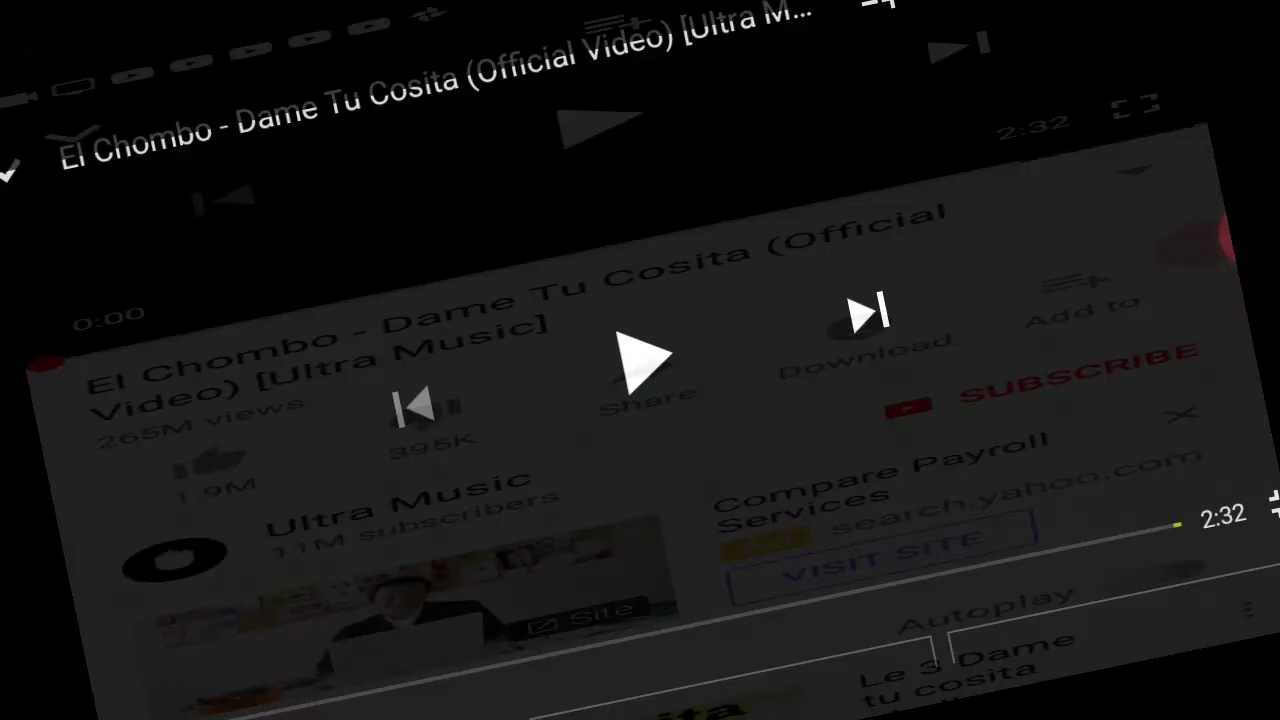 El Chombo - Dame Tu Cosita (Official Video) [Ultra M...
2:32
0:00
El Chombo - Dame Tu Cosita (Official
Video) [Ultra Music]
265M views
1.9M
395K
Share
Download
Add to
Ultra Music
11M subscribers
SUBSCRIBE
Compare Payroll
Services
Ad
search.yahoo.com
VISIT SITE
Site
2:32
Autoplay
Le 3 Dame
tu cosita